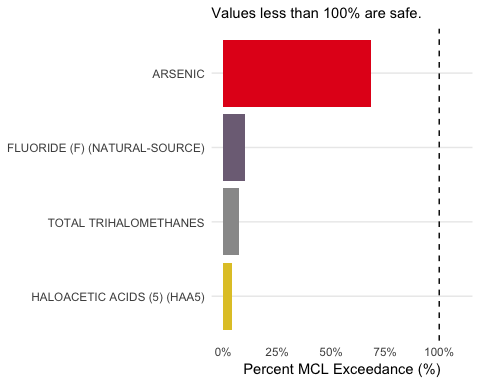 Values less than 100% are safe.
ARSENIC
FLUORIDE (F) (NATURAL-SOURCE)
TOTAL TRIHALOMETHANES
HALOACETIC ACIDS (5) (HAA5)
0% 25% 50% 75% 100%
Percent MCL Exceedance (%)